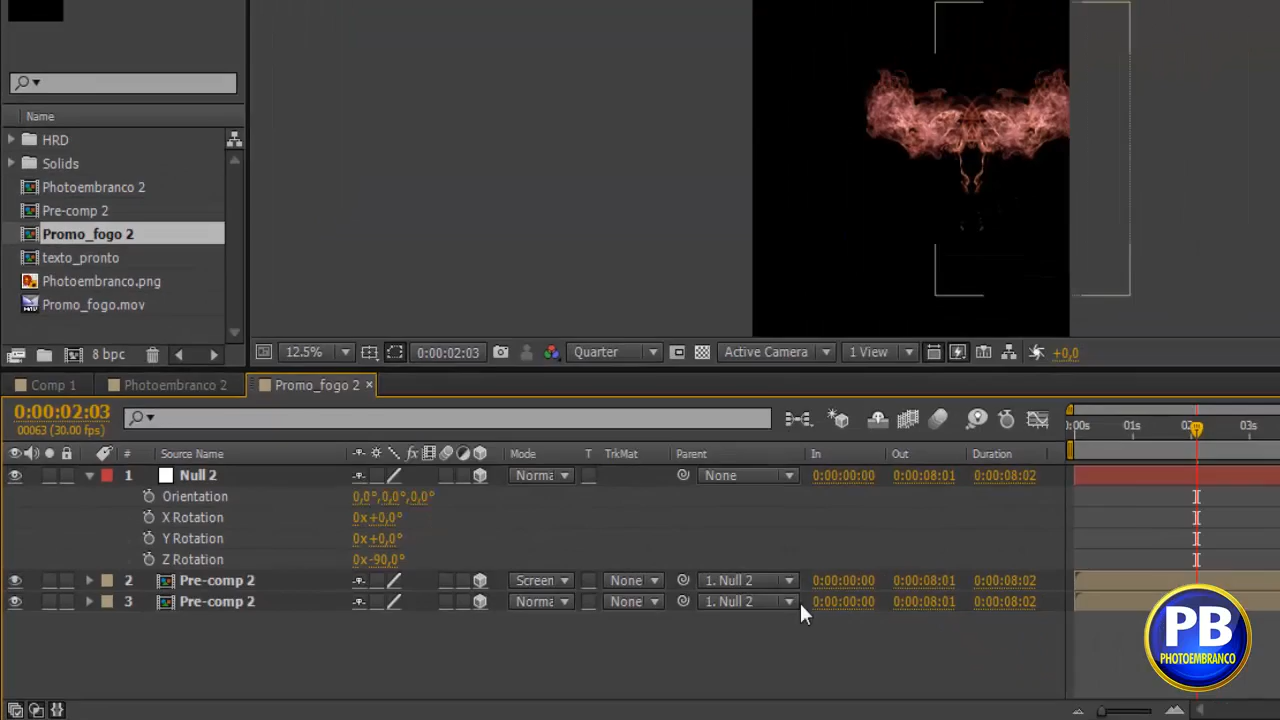 Name
HRD
Solids
Photoembranco 2
Pre-comp 2
Promo_fogo 2
texto_pronto
Photoembranco.png
Promo_fogo.mov
8 bpc
12.5% 0:00:02:03 Quarter Active Camera 1 View +0,0
Comp 1 Photoembranco 2 Promo_fogo 2 ×
0:00:02:03
00063 (30.00 fps)
01s 03s
# Source Name fx Mode T TrkMat Parent In Out Duration
1 Null 2 Norma None 0:00:00:00 0:00:08:01 0:00:08:02
Orientation 0,0°,0,0°,0,0°
X Rotation 0x+0,0°
Y Rotation 0x+0,0°
Z Rotation 0x-90,0°
2 Pre-comp 2 Screen None 1. Null 2 0:00:00:00 0:00:08:01 0:00:08:02
3 Pre-comp 2 Norma None 1. Null 2 0:00:00:00 0:00:08:01 0:00:08:02
PB
PHOTOEMBRANCO